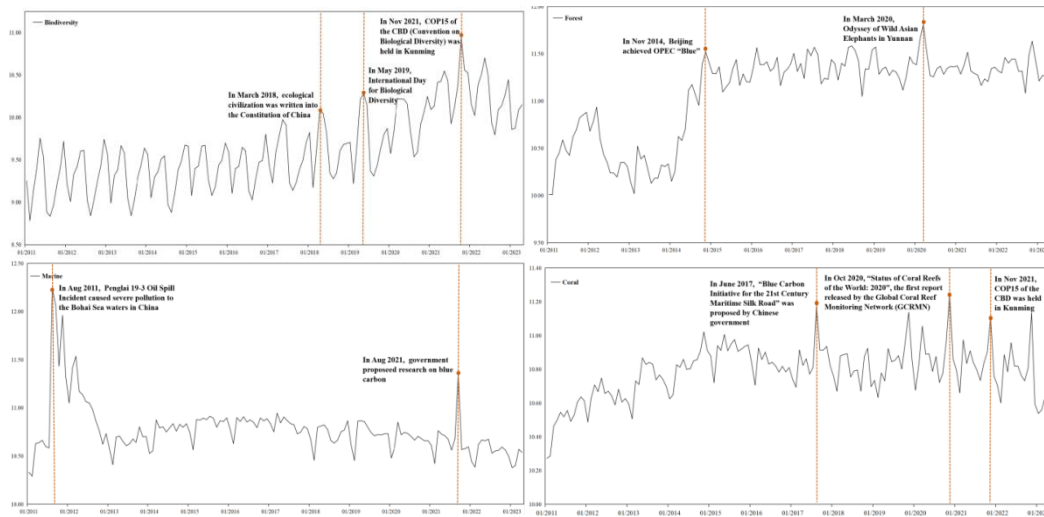 Biodiversity
11.00
10.50
10.00
9.50
9.00
8.50
In Nov 2021, COP15 of
the CBD (Convention on
Biological Diversity) was
held in Kunming
In May 2019,
International Day
for Biological
Diversity
In March 2018, ecological
civilization was written into
the Constitution of China
01/2011 01/2012 01/2013 01/2014 01/2015 01/2016 01/2017 01/2018 01/2019 01/2020 01/2021 01/2022 01/2023
Forest
12.00
11.50
11.00
10.50
10.00
9.50
In Nov 2014, Beijing
achieved OPEC “Blue”
In March 2020,
Odyssey of Wild Asian
Elephants in Yunnan
01/2011 01/2012 01/2013 01/2014 01/2015 01/2016 01/2017 01/2018 01/2019 01/2020 01/2021 01/2022 01/2023
Marine
12.50
12.00
11.50
11.00
10.50
10.00
In Aug 2011, Penglai 19-3 Oil Spill
Incident caused severe pollution to
the Bohai Sea waters in China
In Aug 2021, government
proposed research on blue
carbon
01/2011 01/2012 01/2013 01/2014 01/2015 01/2016 01/2017 01/2018 01/2019 01/2020 01/2021 01/2022 01/2023
Coral
11.40
11.20
11.00
10.80
10.60
10.40
10.20
10.00
In June 2017, “Blue Carbon
Initiative for the 21st Century
Maritime Silk Road” was
proposed by Chinese
government
In Oct 2020, “Status of Coral Reefs
of the World: 2020”, the first report
released by the Global Coral Reef
Monitoring Network (GCRMN)
In Nov 2021,
COP15 of the
CBD was held
in Kunming
01/2011 01/2012 01/2013 01/2014 01/2015 01/2016 01/2017 01/2018 01/2019 01/2020 01/2021 01/2022 01/2023